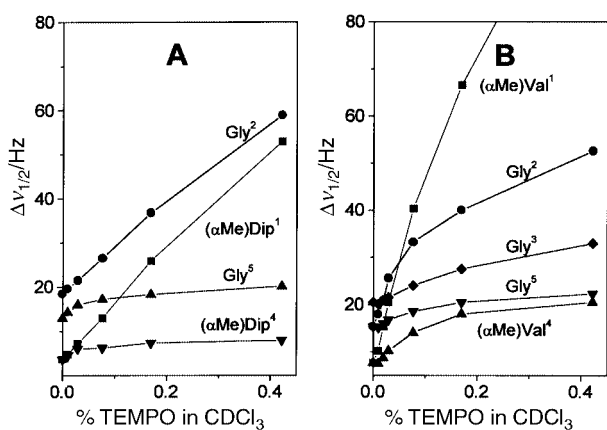 80
60
40
20
0.0
0.2
0.4
A
Gly²
(αMe)Dip¹
Gly⁵
(αMe)Dip⁴
Δν₁/₂/Hz
% TEMPO in CDCl₃
80
60
40
20
0.0
0.2
0.4
B
(αMe)Val¹
Gly²
Gly³
Gly⁵
(αMe)Val⁴
Δν₁/₂/Hz
% TEMPO in CDCl₃